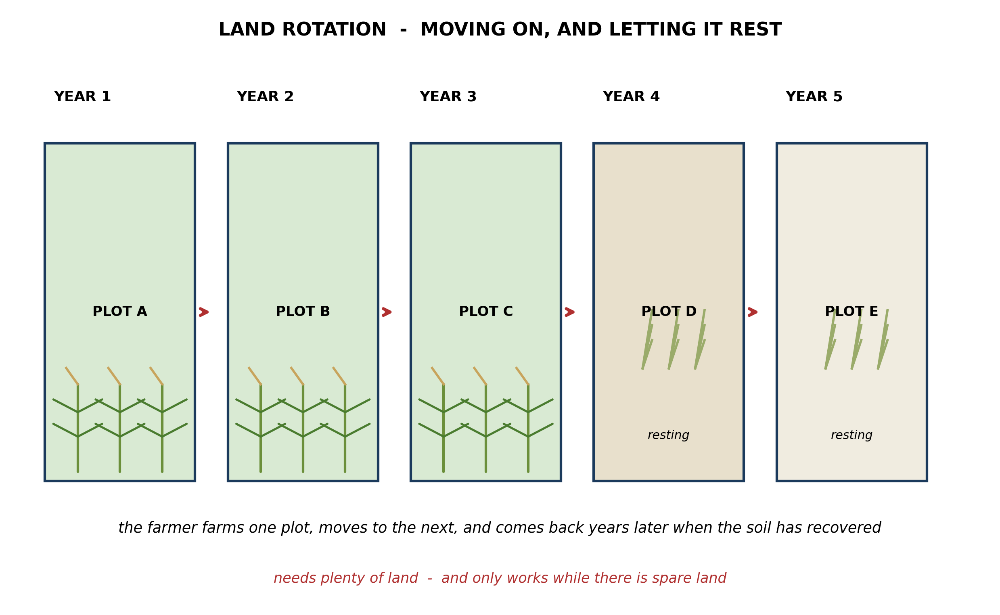 LAND ROTATION - MOVING ON, AND LETTING IT REST
YEAR 1
YEAR 2
YEAR 3
YEAR 4
YEAR 5
PLOT A
PLOT B
PLOT C
PLOT D
PLOT E
resting
resting
the farmer farms one plot, moves to the next, and comes back years later when the soil has recovered
needs plenty of land - and only works while there is spare land